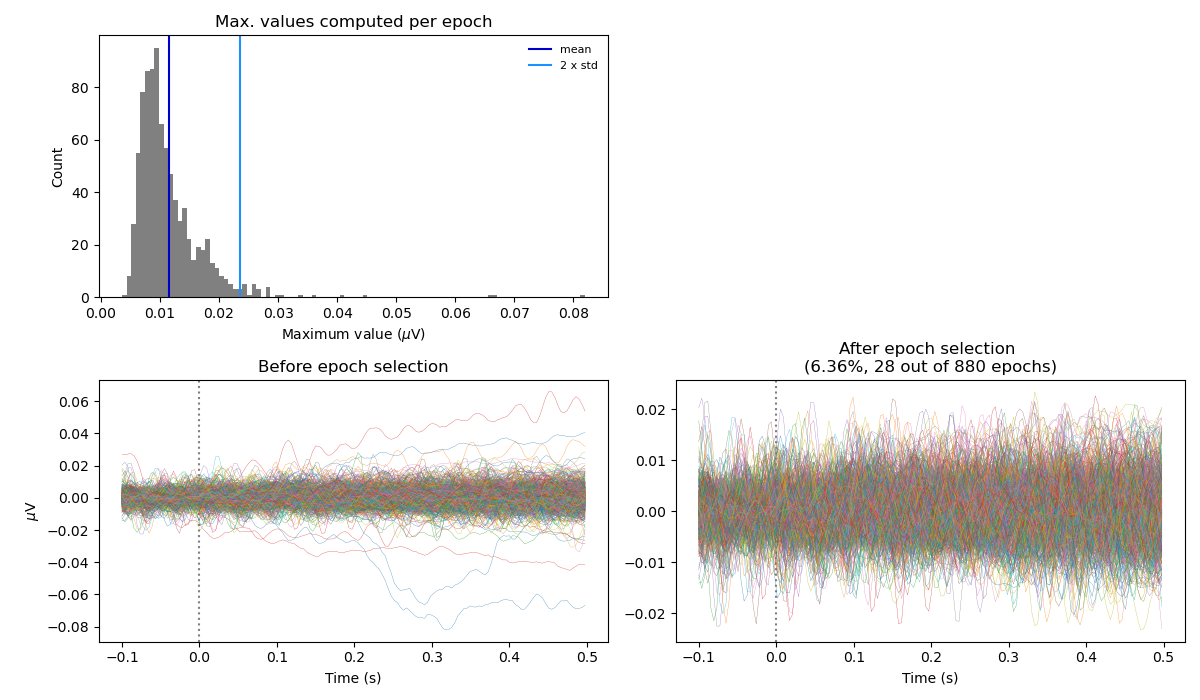 Max. values computed per epoch
mean
2 x std
80
60
40
20
0
Count
0.00 0.01 0.02 0.03 0.04 0.05 0.06 0.07 0.08
Maximum value (μV)
Before epoch selection
0.06
0.04
0.02
0.00
−0.02
−0.04
−0.06
−0.08
μV
−0.1 0.0 0.1 0.2 0.3 0.4 0.5
Time (s)
After epoch selection
(6.36%, 28 out of 880 epochs)
0.02
0.01
0.00
−0.01
−0.02
−0.1 0.0 0.1 0.2 0.3 0.4 0.5
Time (s)